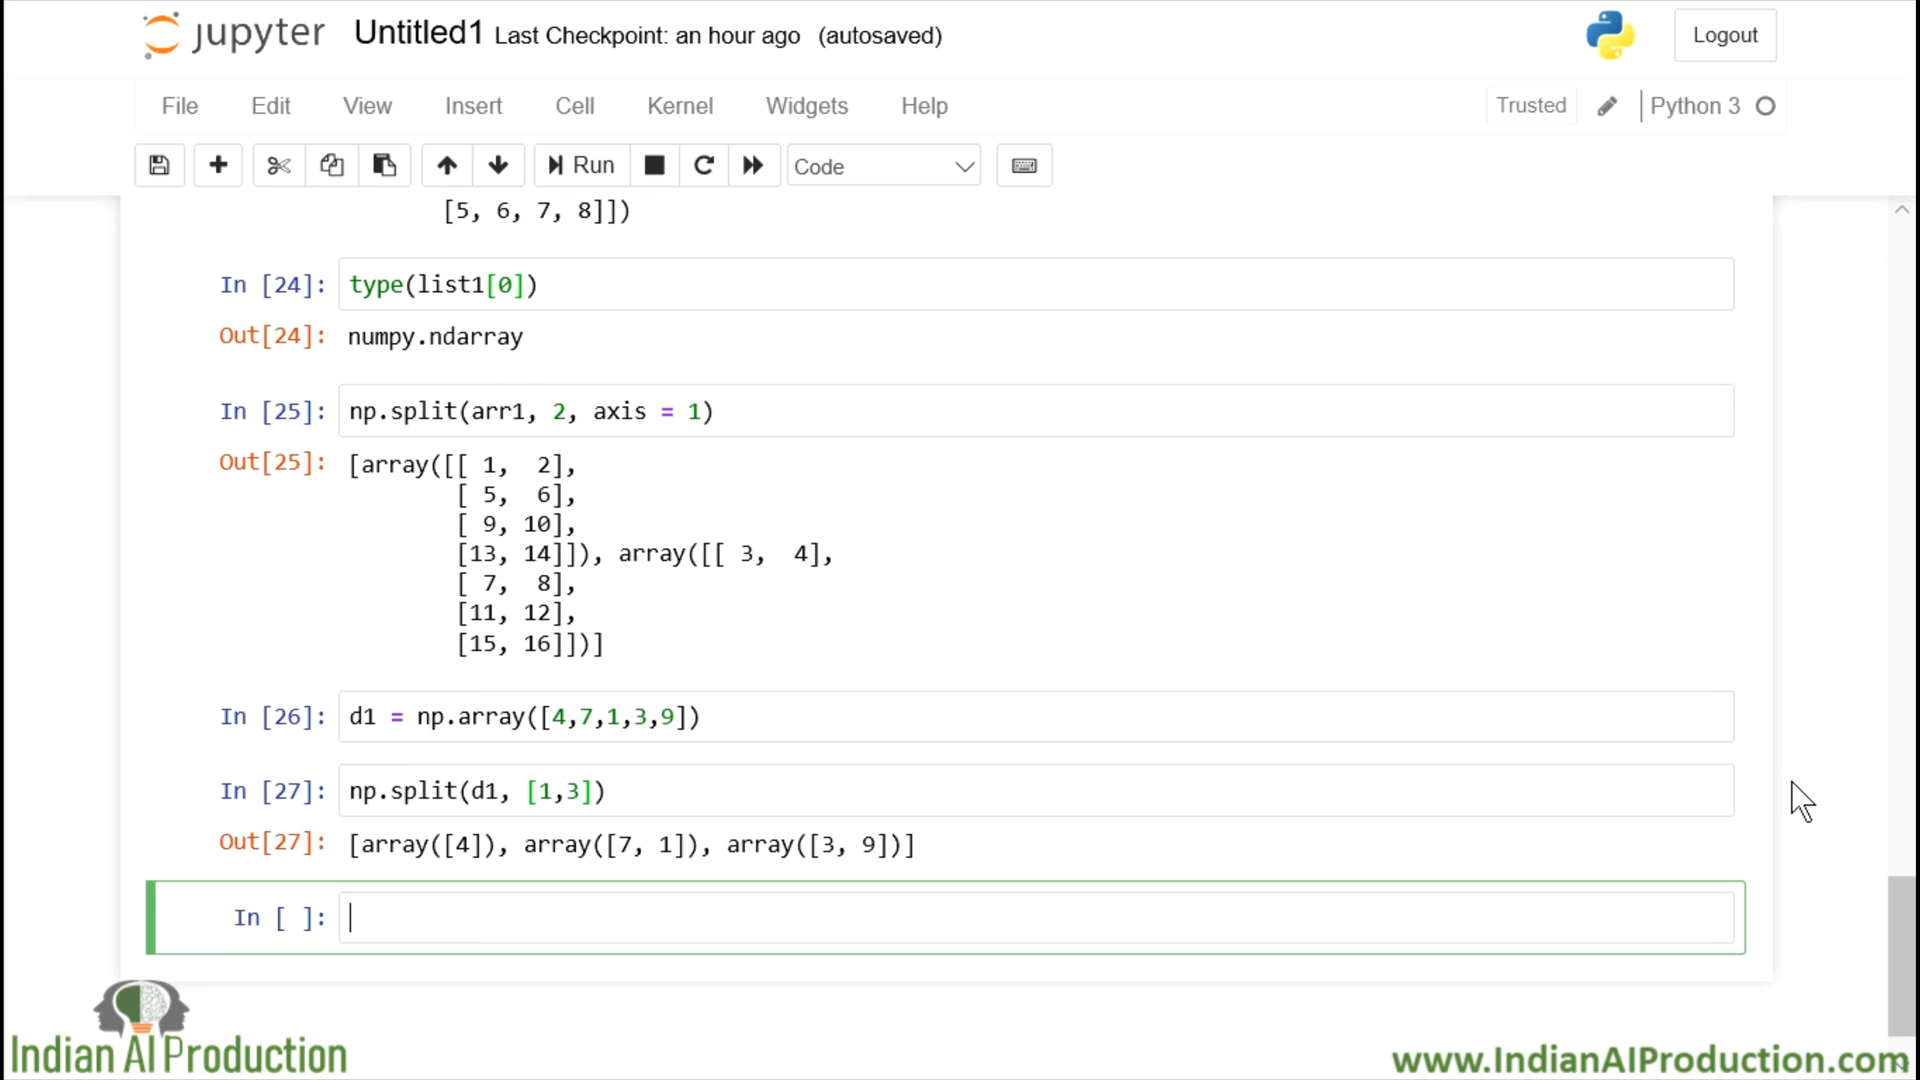 jupyter Untitled1 Last Checkpoint: an hour ago (autosaved) Logout
File Edit View Insert Cell Kernel Widgets Help Trusted Python 3
Run Code
[5, 6, 7, 8]])
In [24]: type(list1[0])
Out[24]: numpy.ndarray
In [25]: np.split(arr1, 2, axis = 1)
Out[25]: [array([[ 1,  2],
[ 5,  6],
[ 9, 10],
[13, 14]]), array([[ 3,  4],
[ 7,  8],
[11, 12],
[15, 16]])]
In [26]: d1 = np.array([4,7,1,3,9])
In [27]: np.split(d1, [1,3])
Out[27]: [array([4]), array([7, 1]), array([3, 9])]
In [ ]:
Indian AI Production
www.IndianAIProduction.com